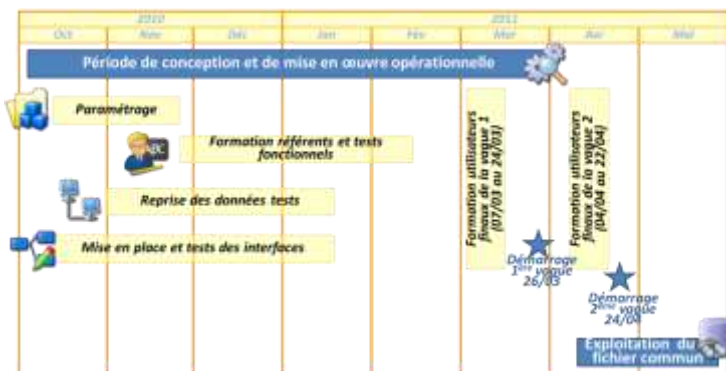 2010
2011
Oct
Nov
Déc
Jan
Fév
Mar
Avr
Mai
Période de conception et de mise en œuvre opérationnelle
Paramétrage
Formation référents et tests
fonctionnels
Reprise des données tests
Mise en place et tests des interfaces
Formation utilisateurs
finaux de la vague 1
(07/03 au 24/03)
Formation utilisateurs
finaux de la vague 2
(04/04 au 22/04)
Démarrage
1ère vague
26/03
Démarrage
2ème vague
24/04
Exploitation du
fichier commun